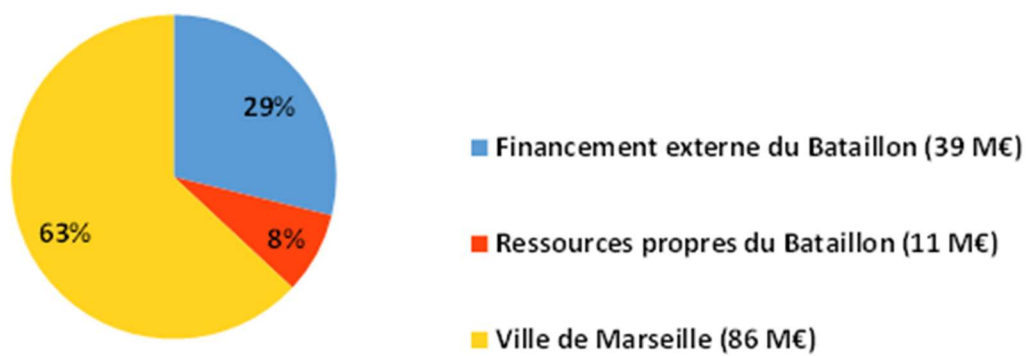 29%
63%
8%
Financement externe du Bataillon (39 M€)
Ressources propres du Bataillon (11 M€)
Ville de Marseille (86 M€)